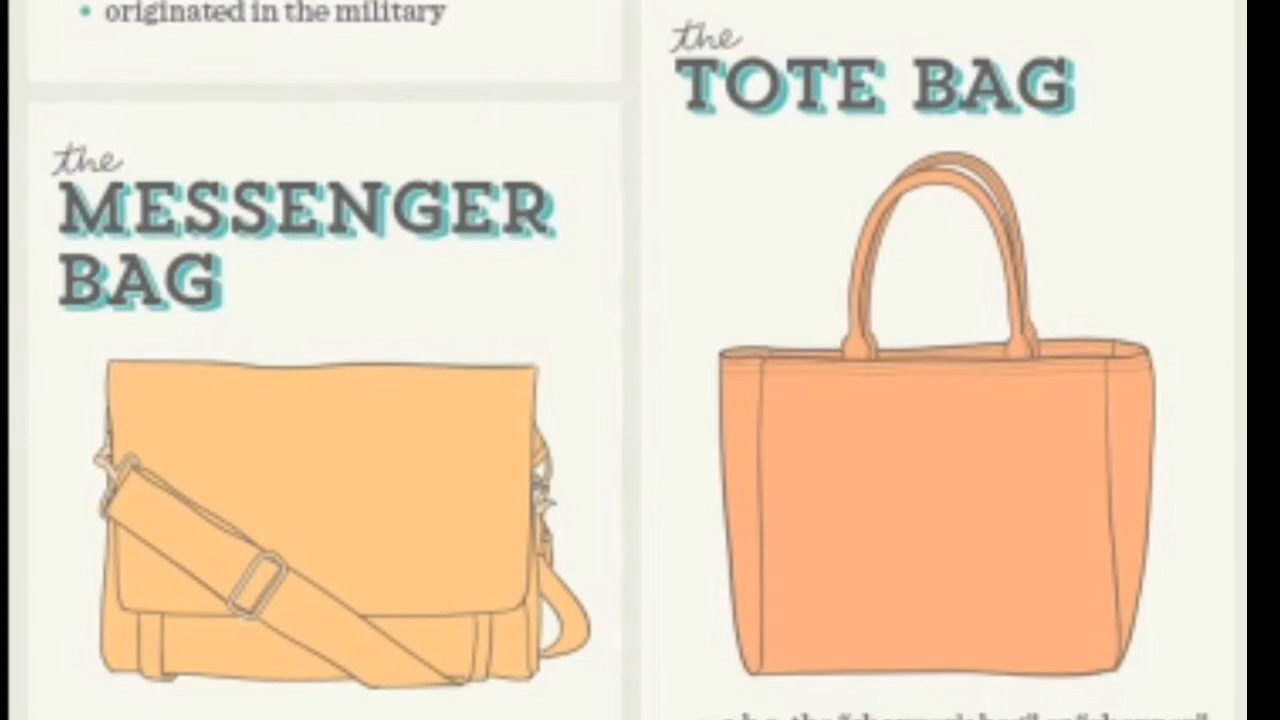 originated in the military
the
MESSENGER
BAG
the
TOTE BAG